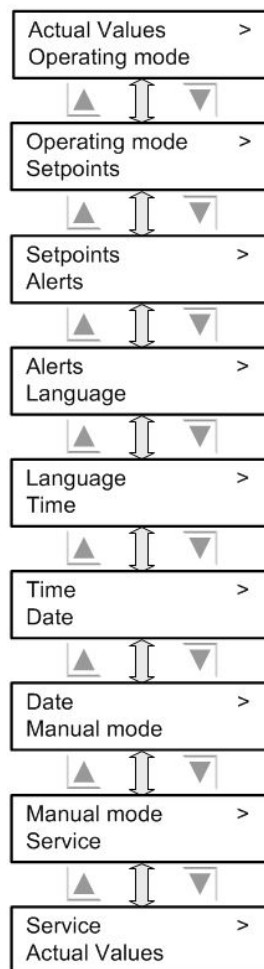 Actual Values >
Operating mode
Operating mode >
Setpoints
Setpoints >
Alerts
Alerts >
Language
Language >
Time
Time >
Date
Date >
Manual mode
Manual mode >
Service
Service >
Actual Values